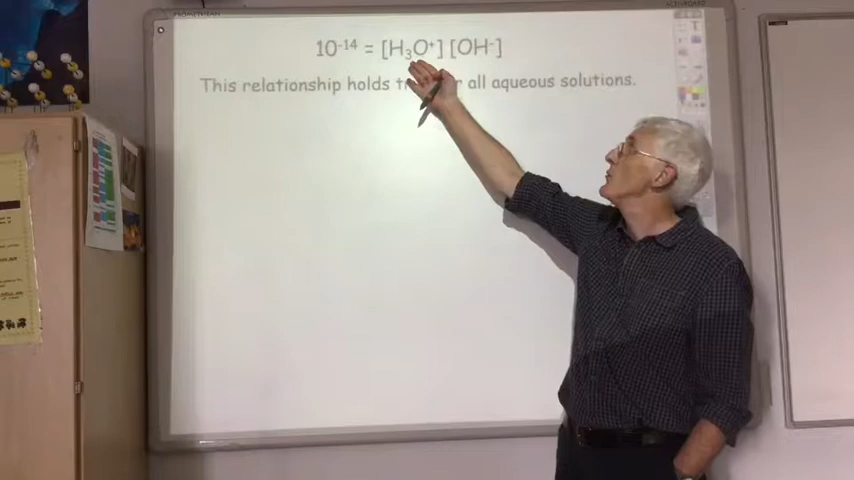 10⁻¹⁴ = [H₃O⁺] [OH⁻]
This relationship holds all aqueous solutions.